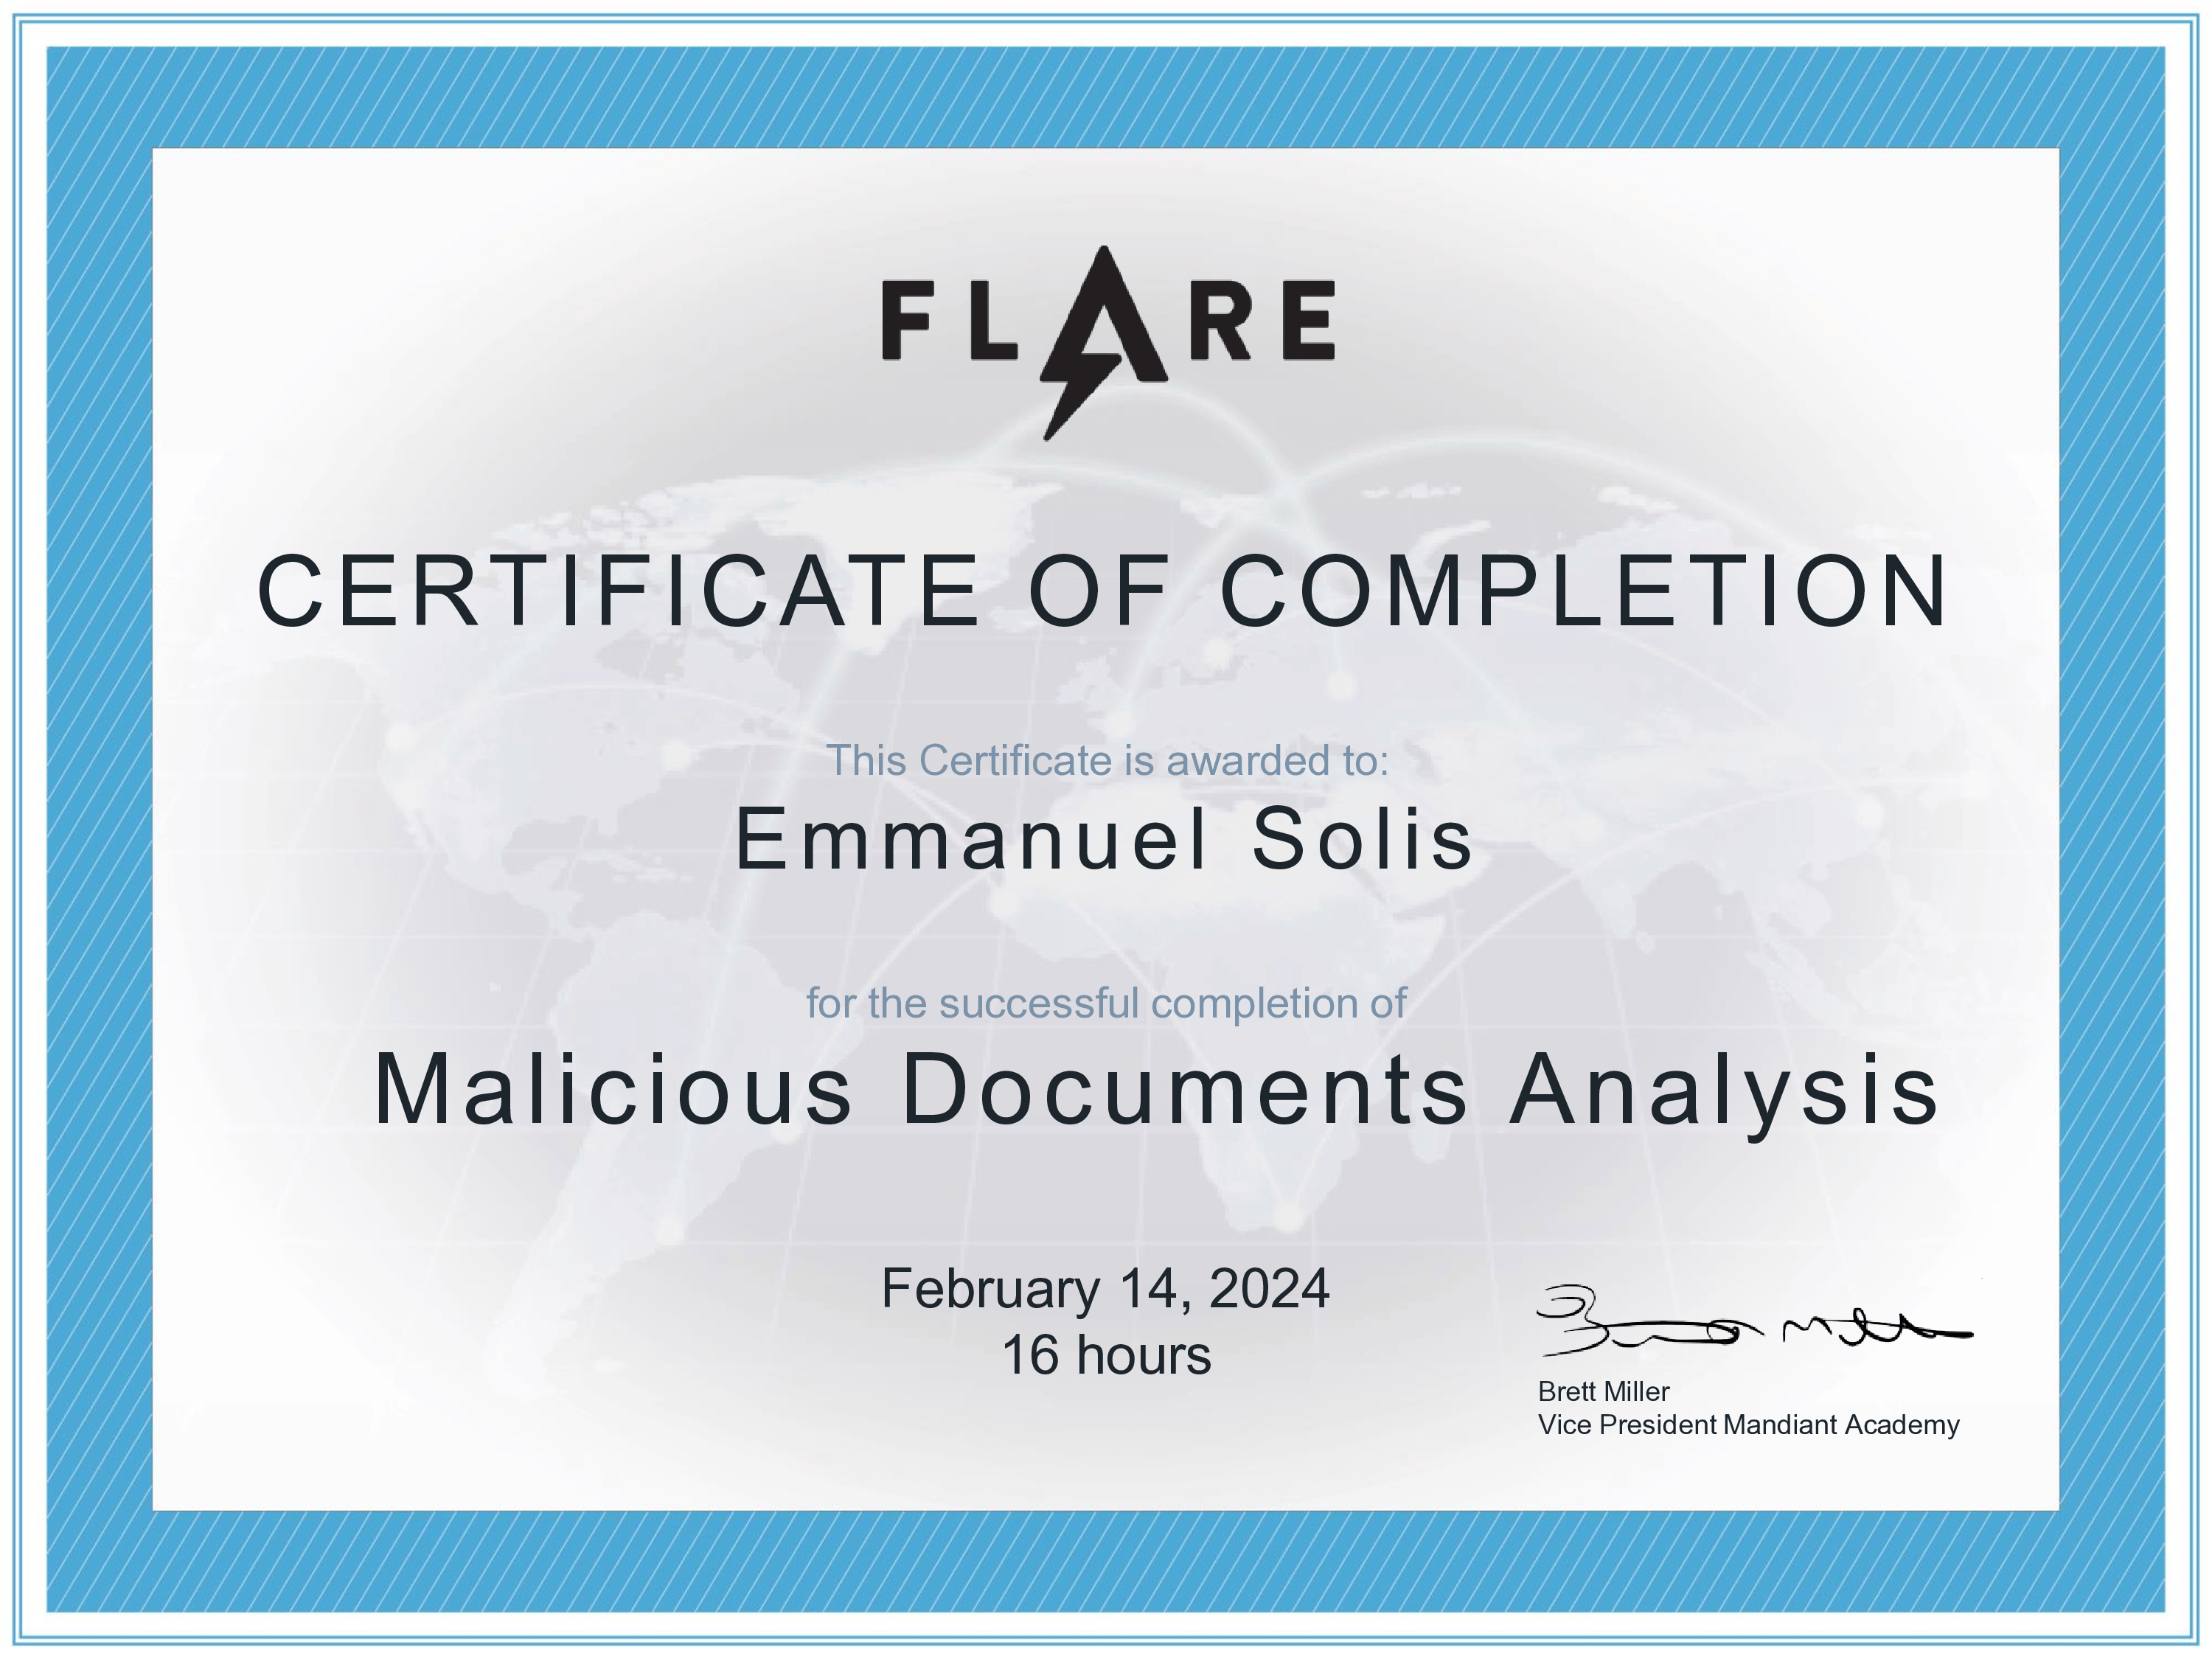 FLARE
CERTIFICATE OF COMPLETION
This Certificate is awarded to:
Emmanuel Solis
for the successful completion of
Malicious Documents Analysis
February 14, 2024
16 hours
Brett Miller
Vice President Mandiant Academy